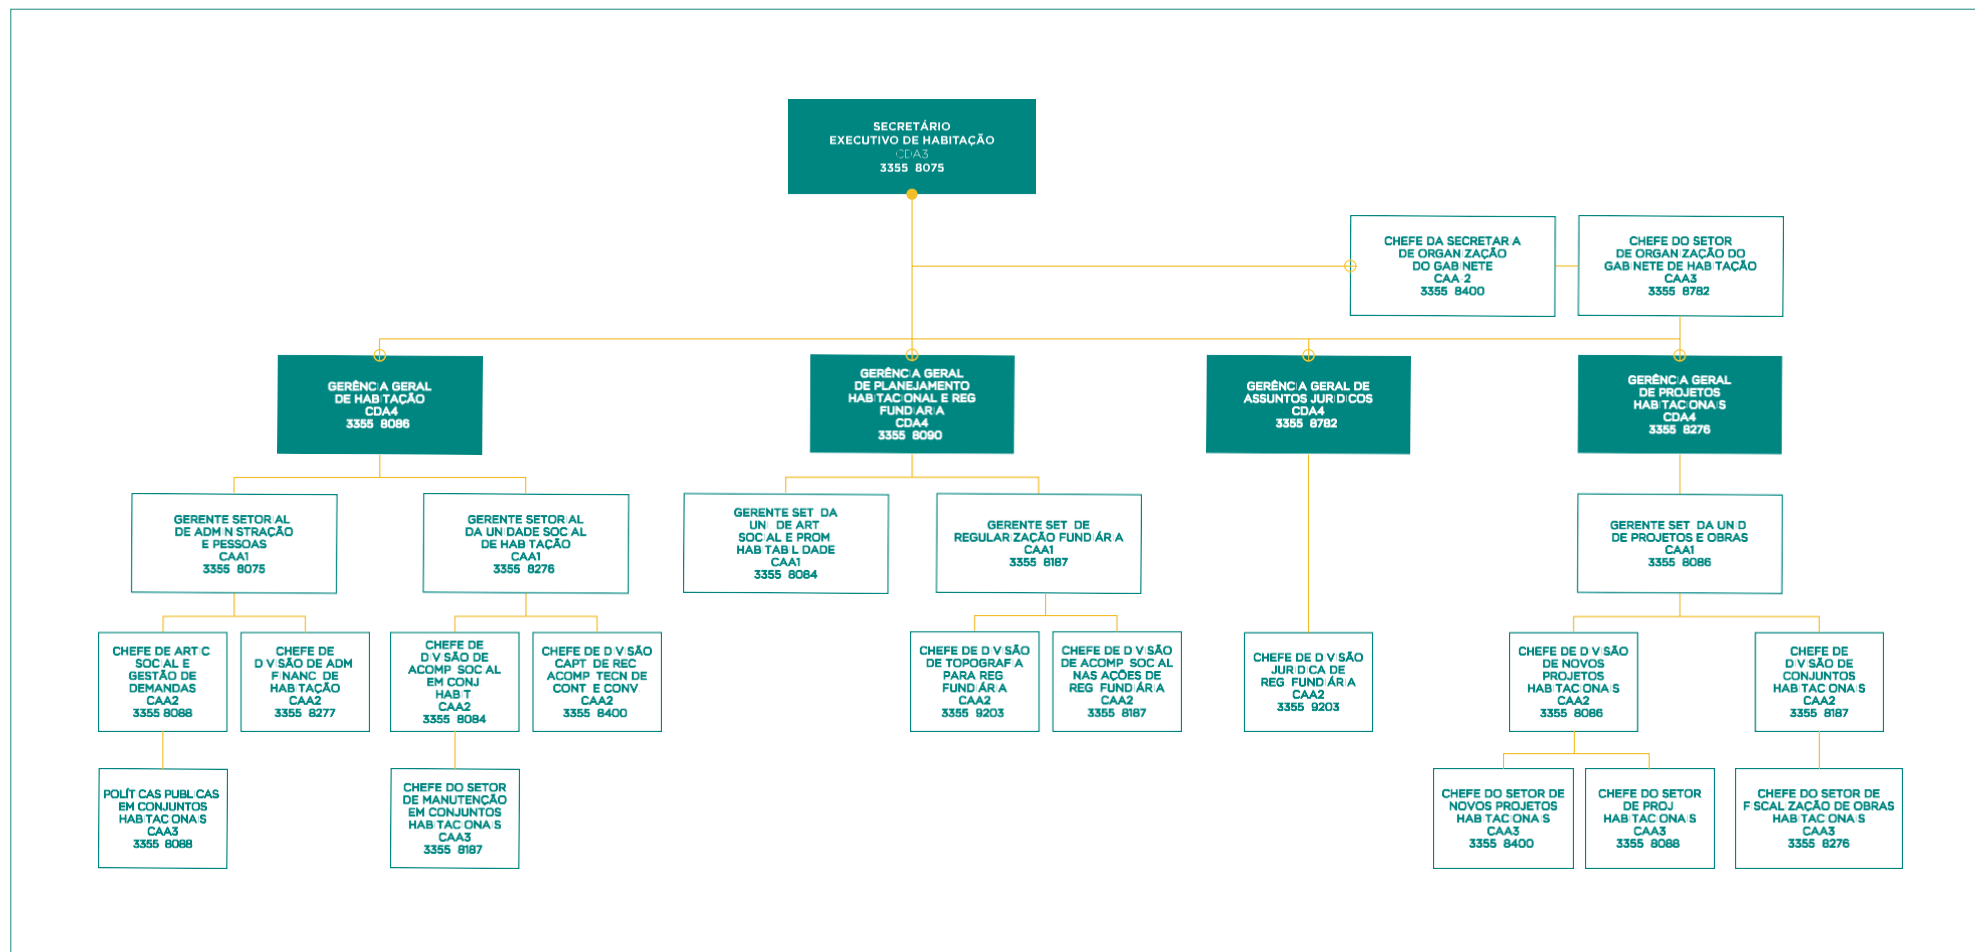 SECRETÁRIO
EXECUTIVO DE HABITAÇÃO
CDA3
3355 8075
CHEFE DA SECRETAR A
DE ORGAN ZAÇÃO
DO GAB NETE
CAA 2
3355 8400
CHEFE DO SETOR
DE ORGAN ZAÇÃO DO
GAB NETE DE HAB TAÇÃO
CAA3
3355 8782
GERÊNC A GERAL
DE HAB TAÇÃO
CDA4
3355 8086
GERÊNC A GERAL
DE PLANEJAMENTO
HAB TAC ONAL E REG
FUND ÁR A
CDA4
3355 8090
GERÊNC A GERAL DE
ASSUNTOS JUR D COS
CDA4
3355 8782
GERÊNC A GERAL
DE PROJETOS
HAB TAC ONA S
CDA4
3355 8276
GERENTE SETOR AL
DE ADM N STRAÇÃO
E PESSOAS
CAA1
3355 8075
GERENTE SETOR AL
DA UN DADE SOC AL
DE HAB TAÇÃO
CAA1
3355 8276
GERENTE SET DA
UN DE ART
SOC AL E PROM
HAB TAB L DADE
CAA1
3355 8084
GERENTE SET DE
REGULAR ZAÇÃO FUND ÁR A
CAA1
3355 8187
GERENTE SET DA UN D
DE PROJETOS E OBRAS
CAA1
3355 8086
CHEFE DE ART C
SOC AL E
GESTÃO DE
DEMANDAS
CAA2
3355 8088
CHEFE DE
D V SÃO DE ADM
F NANC DE
HAB TAÇÃO
CAA2
3355 8277
CHEFE DE
D V SÃO DE
ACOMP SOC AL
EM CONJ
HAB T
CAA2
3355 8084
CHEFE DE D V SÃO
CAPT DE REC
ACOMP TECN DE
CONT E CONV
CAA2
3355 8400
CHEFE DE D V SÃO
DE TOPOGRAF A
PARA REG
FUND ÁR A
CAA2
3355 9203
CHEFE DE D V SÃO
DE ACOMP SOC AL
NAS AÇÕES DE
REG FUND ÁR A
CAA2
3355 8187
CHEFE DE D V SÃO
JUR D CA DE
REG FUND ÁR A
CAA2
3355 9203
CHEFE DE D V SÃO
DE NOVOS
PROJETOS
HAB TAC ONA S
CAA2
3355 8086
CHEFE DE
D V SÃO DE
CONJUNTOS
HAB TAC ONA S
CAA2
3355 8187
POLÍT CAS PUBL CAS
EM CONJUNTOS
HAB TAC ONA S
CAA3
3355 8088
CHEFE DO SETOR
DE MANUTENÇÃO
EM CONJUNTOS
HAB TAC ONA S
CAA3
3355 8187
CHEFE DO SETOR DE
NOVOS PROJETOS
HAB TAC ONA S
CAA3
3355 8400
CHEFE DO SETOR
DE PROJ
HAB TAC ONA S
CAA3
3355 8088
CHEFE DO SETOR DE
F SCAL ZAÇÃO DE OBRAS
HAB TAC ONA S
CAA3
3355 8276